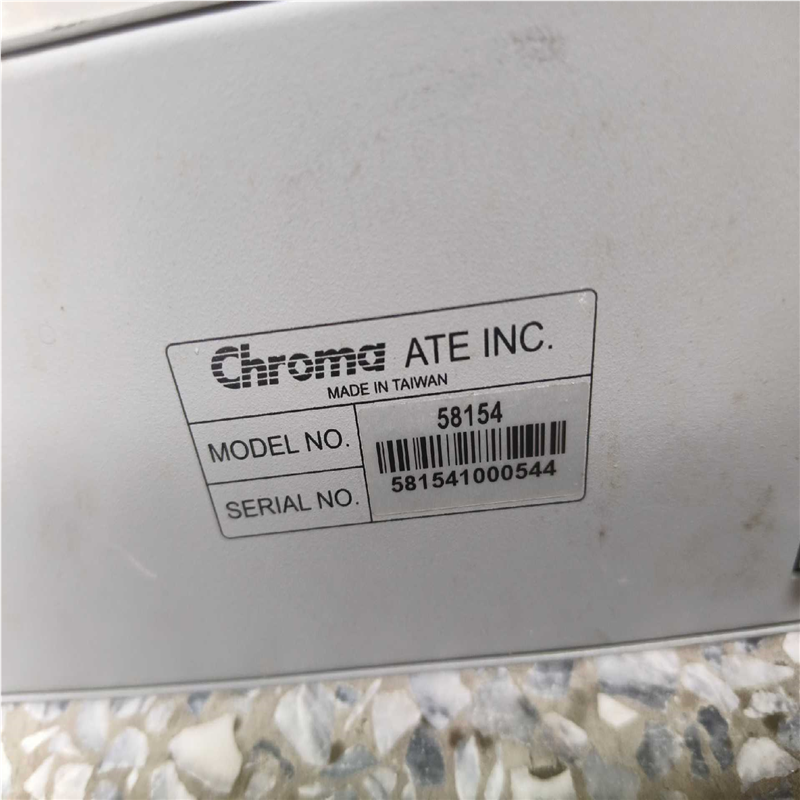 Chroma ATE INC.
MADE IN TAIWAN
MODEL NO. 58154
SERIAL NO. 581541000544